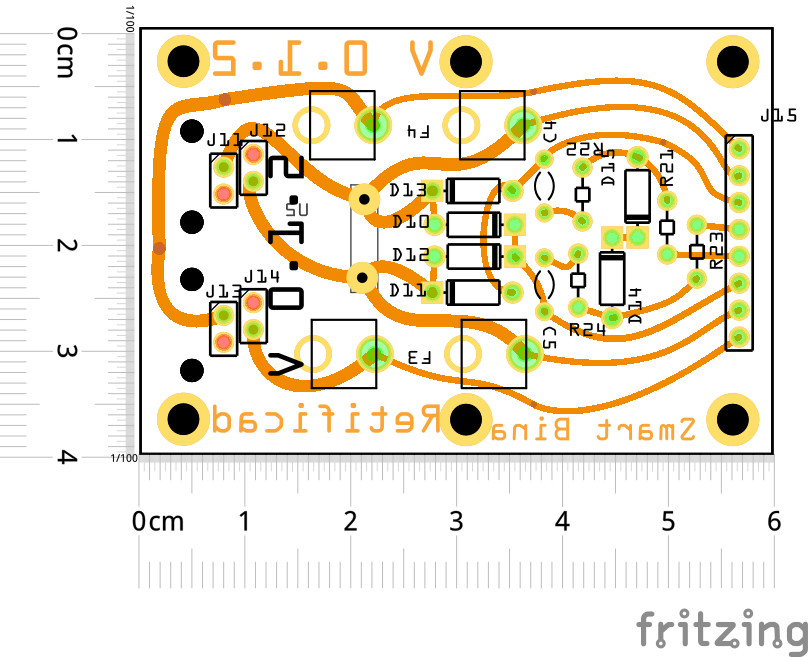 1/100
V 0.1.2
0cm
1
2
3
4
1/100
J15
J11
J12
F4
C4
R22
D15
R21
D13
U5
D10
D12
R23
D11
J13
J14
V 0.1.2
D14
R24
C5
F3
Retificad
Smart Bina
0cm 1 2 3 4 5 6
fritzing